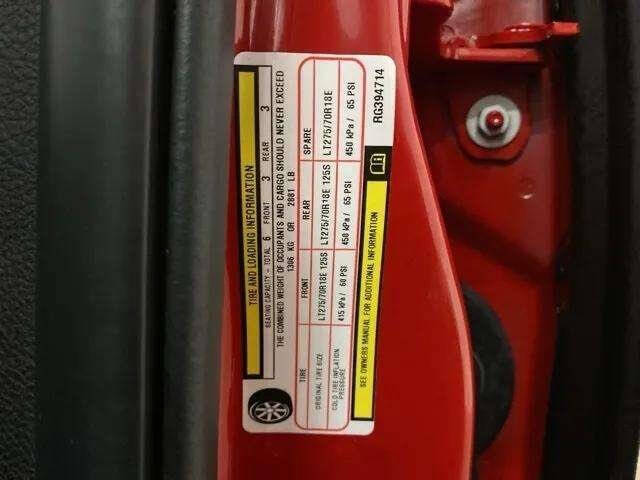 TIRE AND LOADING INFORMATION
SEATING CAPACITY - TOTAL 6 FRONT 3 REAR 3
THE COMBINED WEIGHT OF OCCUPANTS AND CARGO SHOULD NEVER EXCEED
1306 KG OR 2881 LB
TIRE FRONT REAR SPARE
ORIGINAL TIRE SIZE LT275/70R18E 125S LT275/70R18E 125S LT275/70R18E
COLD TIRE INFLATION PRESSURE 415 kPa / 60 PSI 450 kPa / 65 PSI 450 kPa / 65 PSI
SEE OWNERS MANUAL FOR ADDITIONAL INFORMATION
RG394714